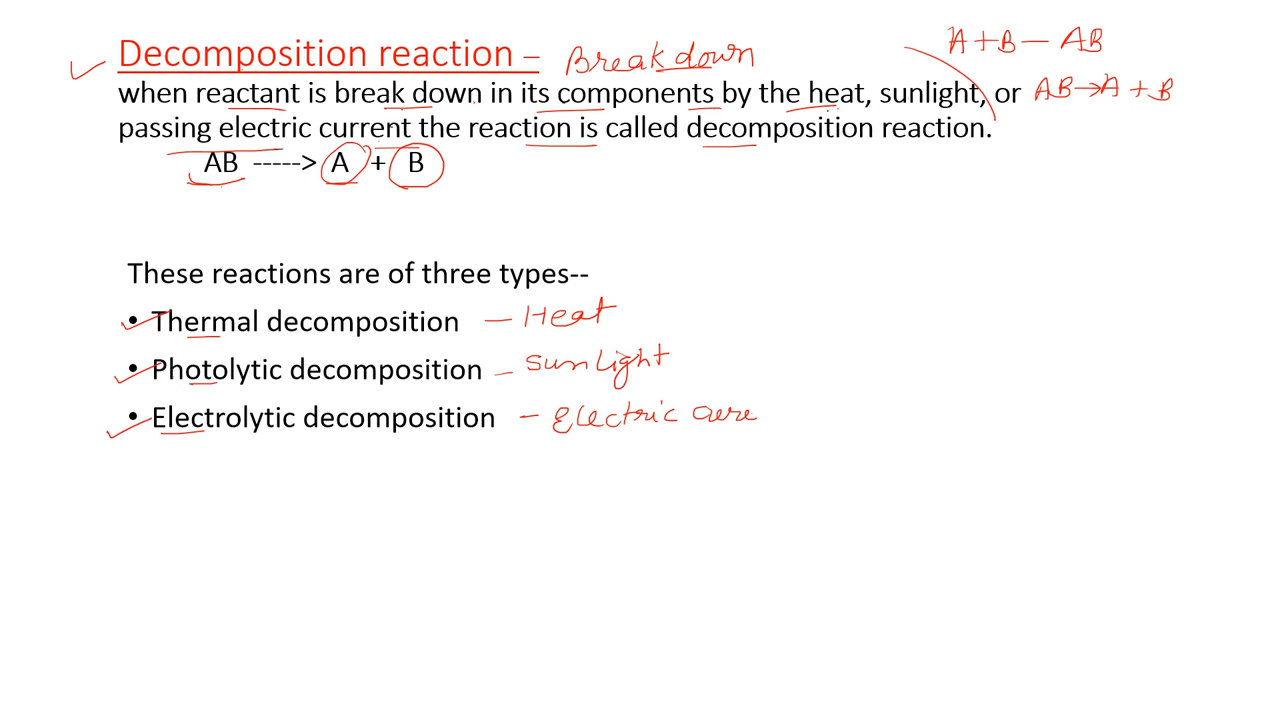 Decomposition reaction – Breakdown
A + B – AB
when reactant is break down in its components by the heat, sunlight, or
AB → A + B
passing electric current the reaction is called decomposition reaction.
AB -----> A + B
These reactions are of three types--
• Thermal decomposition – Heat
• Photolytic decomposition – sunlight
• Electrolytic decomposition – Electric